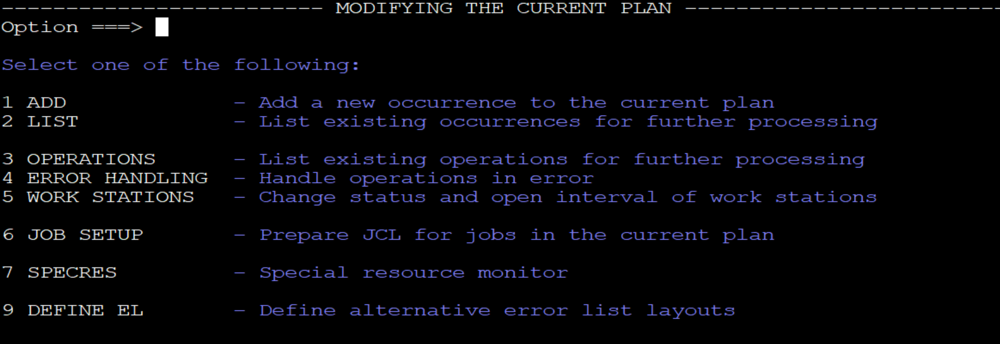 ------------------------- MODIFYING THE CURRENT PLAN -------------------------
Option ===>
Select one of the following:
1 ADD             - Add a new occurrence to the current plan
2 LIST            - List existing occurrences for further processing
3 OPERATIONS      - List existing operations for further processing
4 ERROR HANDLING  - Handle operations in error
5 WORK STATIONS   - Change status and open interval of work stations
6 JOB SETUP       - Prepare JCL for jobs in the current plan
7 SPECRES         - Special resource monitor
9 DEFINE EL       - Define alternative error list layouts